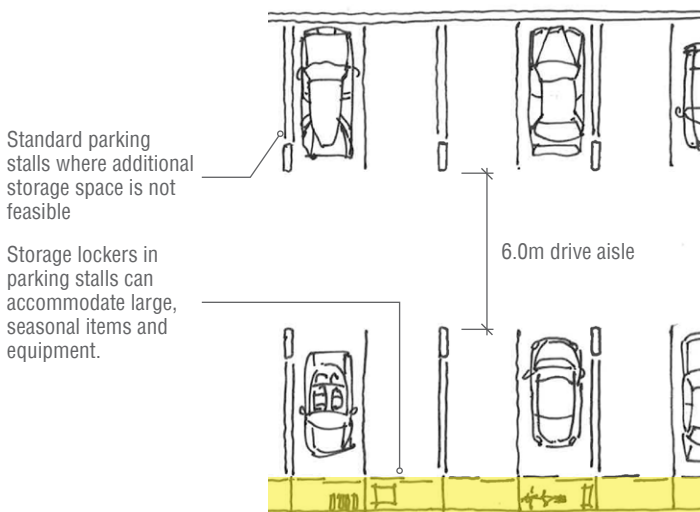 Standard parking
stalls where additional
storage space is not
feasible
Storage lockers in
parking stalls can
accommodate large,
seasonal items and
equipment.
6.0m drive aisle